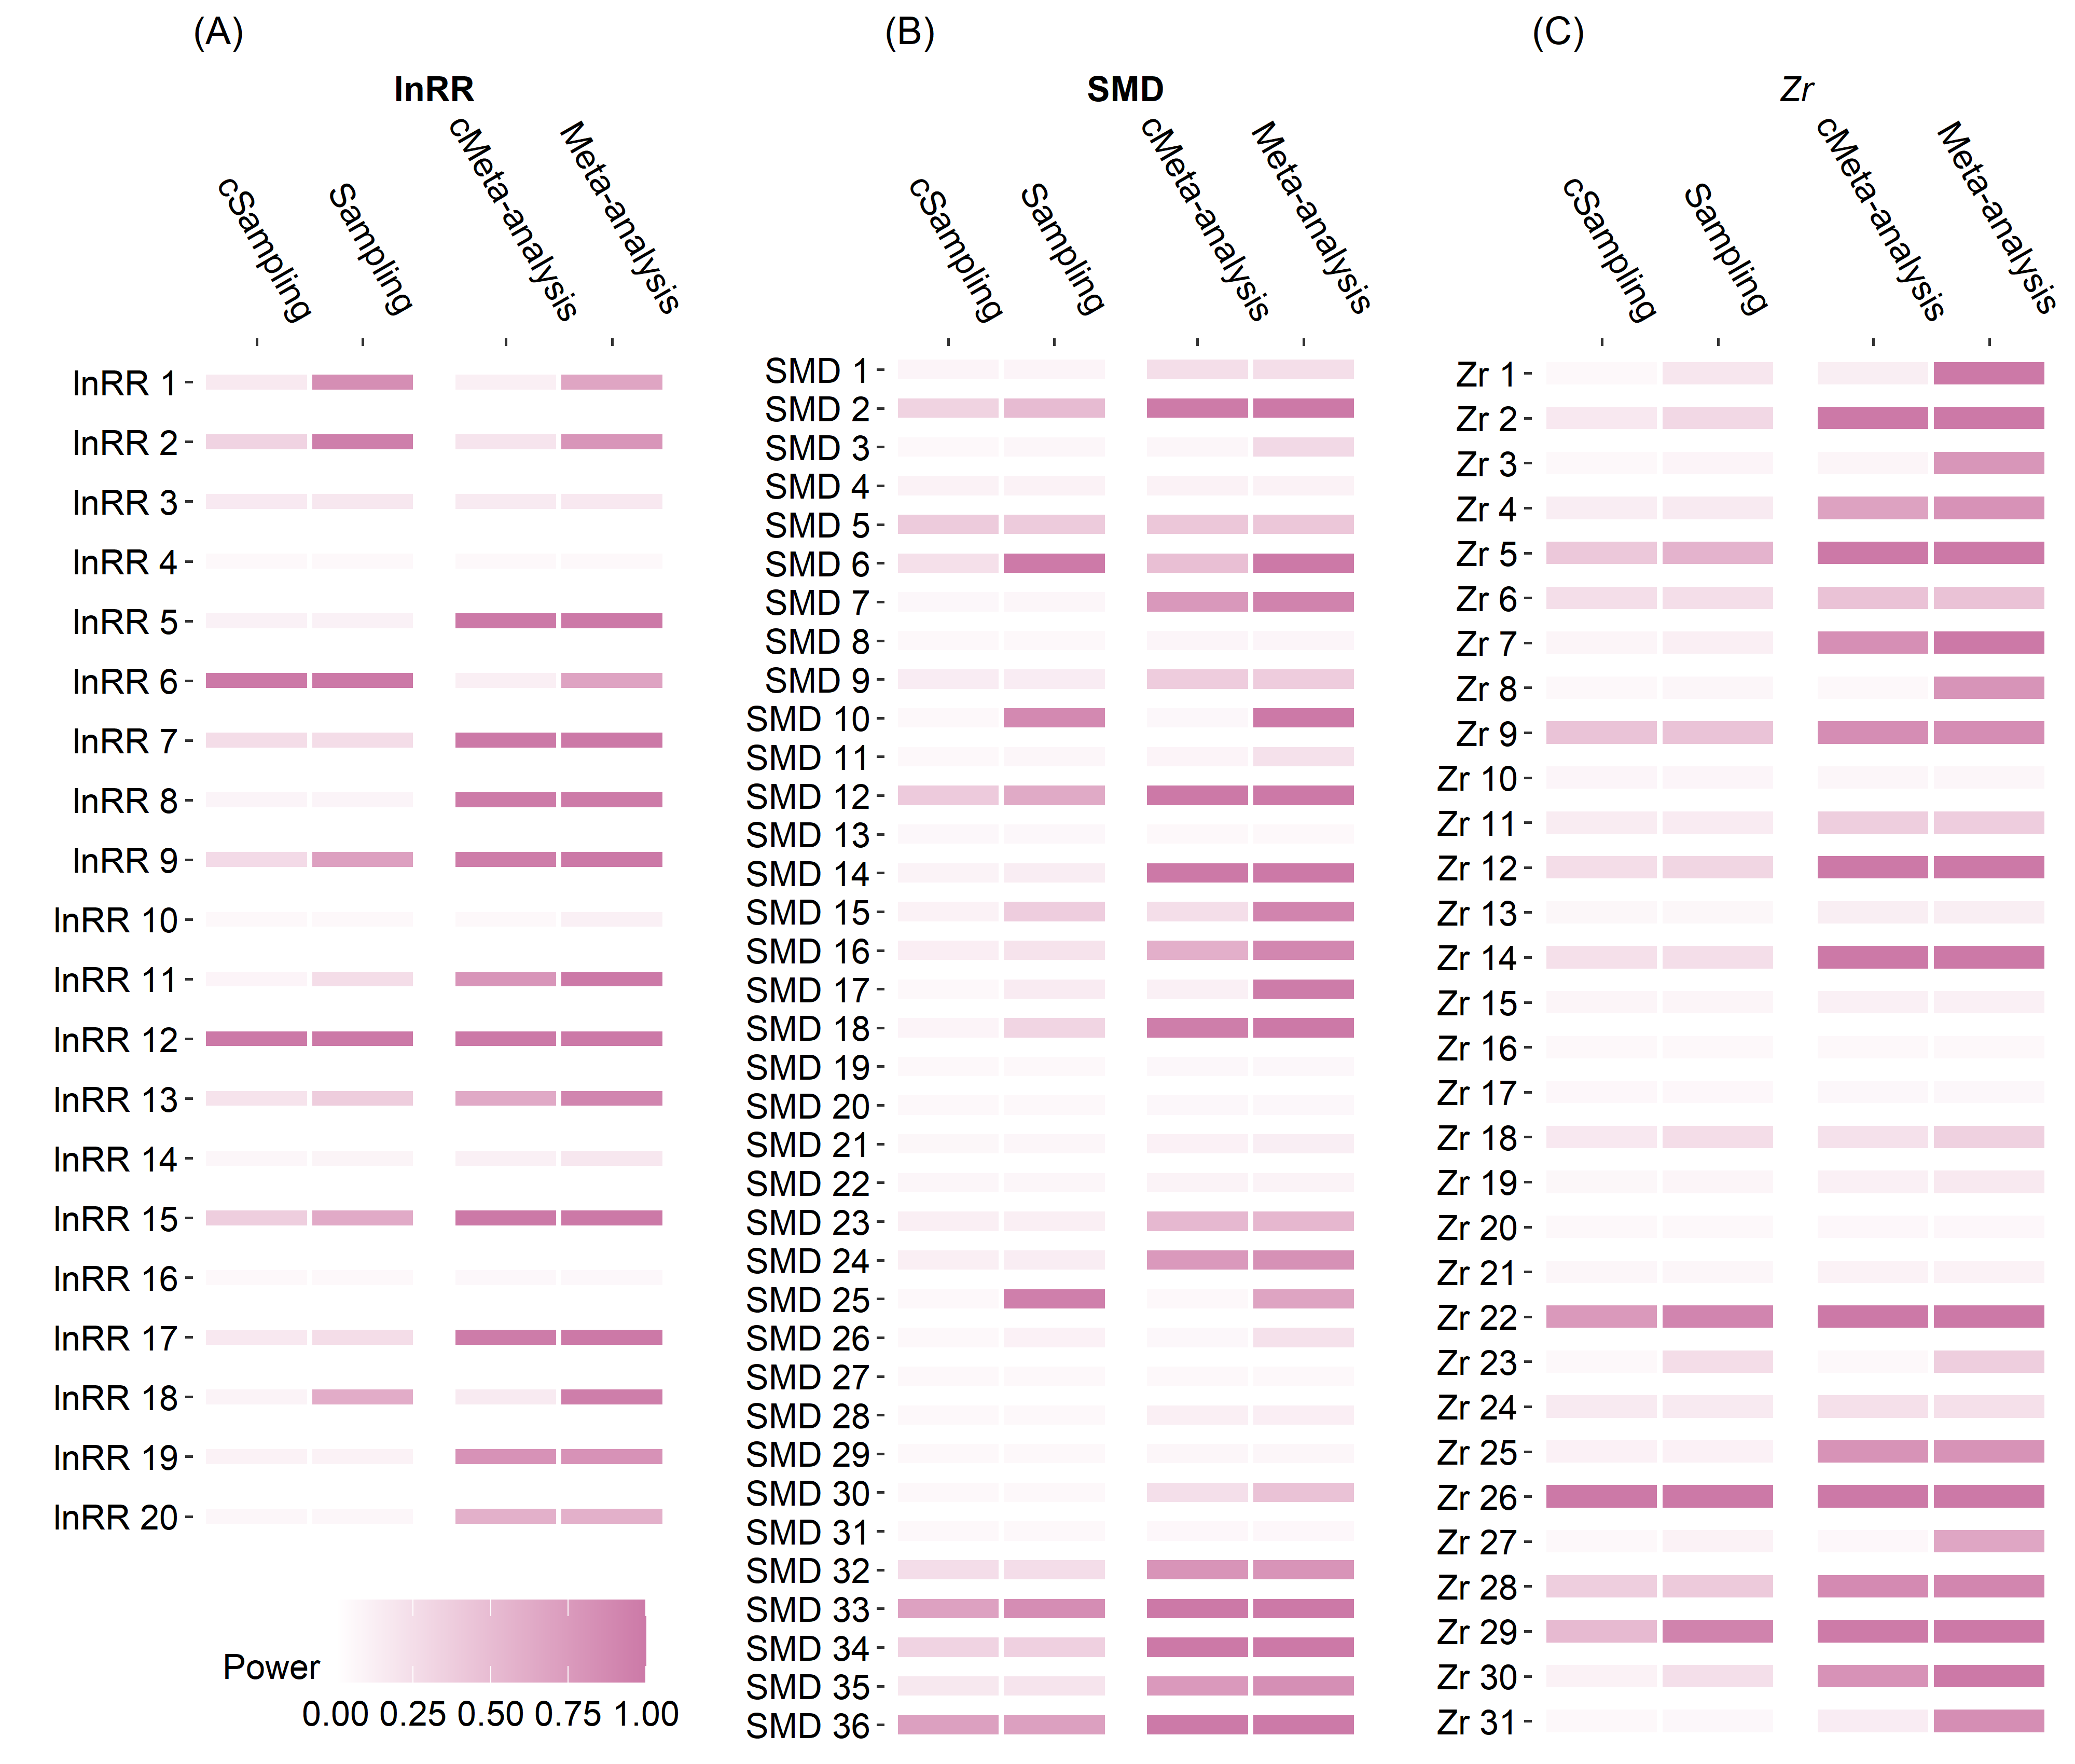 (A)
lnRR
cSampling
Sampling
cMeta-analysis
Meta-analysis
lnRR 1
lnRR 2
lnRR 3
lnRR 4
lnRR 5
lnRR 6
lnRR 7
lnRR 8
lnRR 9
lnRR 10
lnRR 11
lnRR 12
lnRR 13
lnRR 14
lnRR 15
lnRR 16
lnRR 17
lnRR 18
lnRR 19
lnRR 20
Power
0.00 0.25 0.50 0.75 1.00
(B)
SMD
cSampling
Sampling
cMeta-analysis
Meta-analysis
SMD 1
SMD 2
SMD 3
SMD 4
SMD 5
SMD 6
SMD 7
SMD 8
SMD 9
SMD 10
SMD 11
SMD 12
SMD 13
SMD 14
SMD 15
SMD 16
SMD 17
SMD 18
SMD 19
SMD 20
SMD 21
SMD 22
SMD 23
SMD 24
SMD 25
SMD 26
SMD 27
SMD 28
SMD 29
SMD 30
SMD 31
SMD 32
SMD 33
SMD 34
SMD 35
SMD 36
(C)
Zr
cSampling
Sampling
cMeta-analysis
Meta-analysis
Zr 1
Zr 2
Zr 3
Zr 4
Zr 5
Zr 6
Zr 7
Zr 8
Zr 9
Zr 10
Zr 11
Zr 12
Zr 13
Zr 14
Zr 15
Zr 16
Zr 17
Zr 18
Zr 19
Zr 20
Zr 21
Zr 22
Zr 23
Zr 24
Zr 25
Zr 26
Zr 27
Zr 28
Zr 29
Zr 30
Zr 31